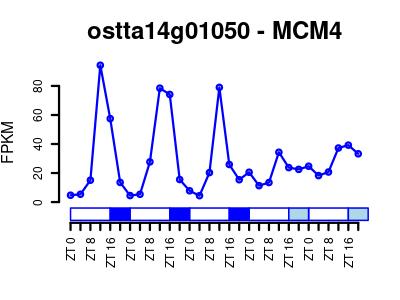 ostta14g01050 - MCM4
FPKM
80
60
40
20
0
ZT 0
ZT 8
ZT 16
ZT 0
ZT 8
ZT 16
ZT 0
ZT 8
ZT 16
ZT 0
ZT 8
ZT 16
ZT 0
ZT 8
ZT 16